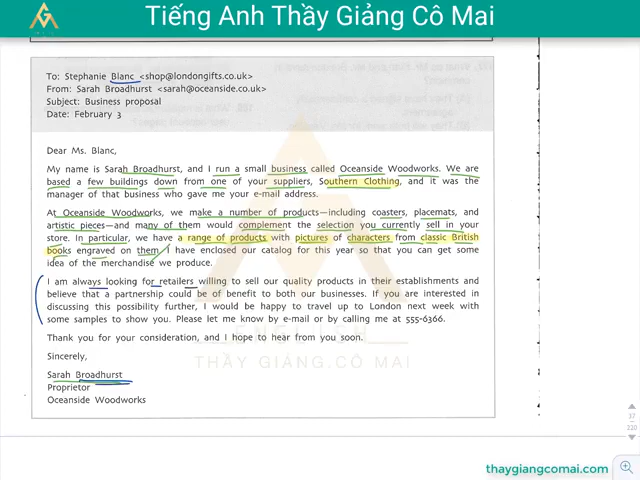 Tiếng Anh Thầy Giảng Cô Mai
To: Stephanie Blanc <shop@londongifts.co.uk>
From: Sarah Broadhurst <sarah@oceanside.co.uk>
Subject: Business proposal
Date: February 3
Dear Ms. Blanc,
My name is Sarah Broadhurst, and I run a small business called Oceanside Woodworks. We are
based a few buildings down from one of your suppliers, Southern Clothing, and it was the
manager of that business who gave me your e-mail address.
At Oceanside Woodworks, we make a number of products—including coasters, placemats, and
artistic pieces—and many of them would complement the selection you currently sell in your
store. In particular, we have a range of products with pictures of characters from classic British
books engraved on them. I have enclosed our catalog for this year so that you can get some
idea of the merchandise we produce.
I am always looking for retailers willing to sell our quality products in their establishments and
believe that a partnership could be of benefit to both our businesses. If you are interested in
discussing this possibility further, I would be happy to travel up to London next week with
some samples to show you. Please let me know by e-mail or by calling me at 555-6366.
Thank you for your consideration, and I hope to hear from you soon.
Sincerely,
THẦY GIẢNG.CÔ MAI
Sarah Broadhurst
Proprietor
Oceanside Woodworks
37
220
thaygiangcomai.com